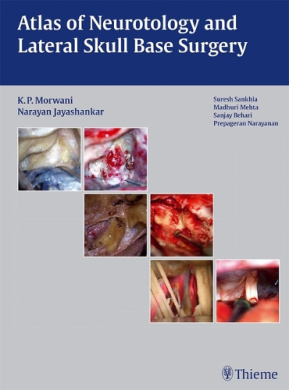 Atlas of Neurotology and
Lateral Skull Base Surgery
K. P. Morwani
Narayan Jayashankar
Suresh Sankhla
Madhuri Mehta
Sanjay Behari
Prepageran Narayanan
Thieme